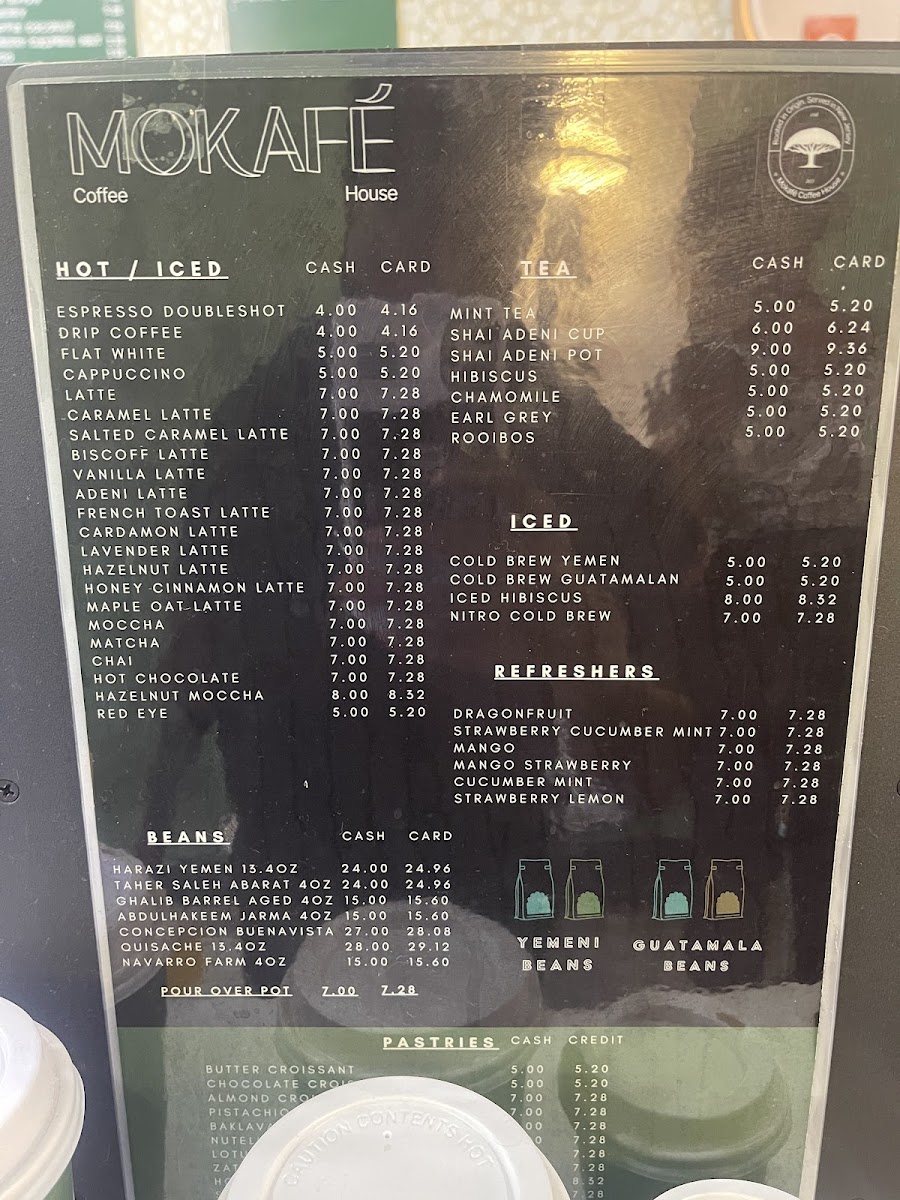 MOKAFÉ
Coffee House
Rooted in Origin. Served in New Jersey
Mokafé Coffee House
HOT / ICED CASH CARD
ESPRESSO DOUBLESHOT 4.00 4.16
DRIP COFFEE 4.00 4.16
FLAT WHITE 5.00 5.20
CAPPUCCINO 5.00 5.20
LATTE 7.00 7.28
CARAMEL LATTE 7.00 7.28
SALTED CARAMEL LATTE 7.00 7.28
BISCOFF LATTE 7.00 7.28
VANILLA LATTE 7.00 7.28
ADENI LATTE 7.00 7.28
FRENCH TOAST LATTE 7.00 7.28
CARDAMON LATTE 7.00 7.28
LAVENDER LATTE 7.00 7.28
HAZELNUT LATTE 7.00 7.28
HONEY CINNAMON LATTE 7.00 7.28
MAPLE OAT LATTE 7.00 7.28
MOCCHA 7.00 7.28
MATCHA 7.00 7.28
CHAI 7.00 7.28
HOT CHOCOLATE 7.00 7.28
HAZELNUT MOCCHA 8.00 8.32
RED EYE 5.00 5.20
TEA CASH CARD
MINT TEA 5.00 5.20
SHAI ADENI CUP 6.00 6.24
SHAI ADENI POT 9.00 9.36
HIBISCUS 5.00 5.20
CHAMOMILE 5.00 5.20
EARL GREY 5.00 5.20
ROOIBOS 5.00 5.20
ICED
COLD BREW YEMEN 5.00 5.20
COLD BREW GUATAMALAN 5.00 5.20
ICED HIBISCUS 8.00 8.32
NITRO COLD BREW 7.00 7.28
REFRESHERS
DRAGONFRUIT 7.00 7.28
STRAWBERRY CUCUMBER MINT 7.00 7.28
MANGO 7.00 7.28
MANGO STRAWBERRY 7.00 7.28
CUCUMBER MINT 7.00 7.28
STRAWBERRY LEMON 7.00 7.28
BEANS CASH CARD
HARAZI YEMEN 13.4OZ 24.00 24.96
TAHER SALEH ABARAT 4OZ 24.00 24.96
GHALIB BARREL AGED 4OZ 15.00 15.60
ABDULHAKEEM JARMA 4OZ 15.00 15.60
CONCEPCION BUENAVISTA 27.00 28.08
QUISACHE 13.4OZ 28.00 29.12
NAVARRO FARM 4OZ 15.00 15.60
POUR OVER POT 7.00 7.28
YEMENI BEANS
GUATAMALA BEANS
PASTRIES CASH CREDIT
BUTTER CROISSANT 5.00 5.20
CHOCOLATE 5.00 5.20
ALMOND 7.00 7.28
PISTACHIO 7.00 7.28
BAKLAVA 7.28
7.28
7.28
7.28
8.32
7.28
CAUTION CONTENTS HOT